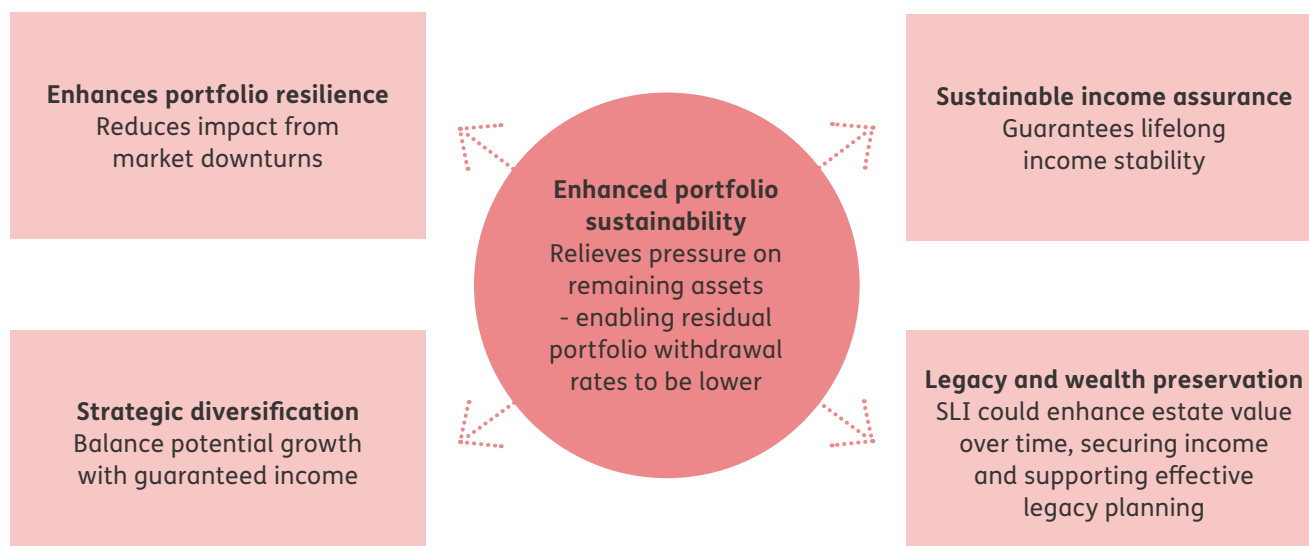 Enhances portfolio resilience
Reduces impact from
market downturns
Sustainable income assurance
Guarantees lifelong
income stability
Enhanced portfolio
sustainability
Relieves pressure on
remaining assets
- enabling residual
portfolio withdrawal
rates to be lower
Strategic diversification
Balance potential growth
with guaranteed income
Legacy and wealth preservation
SLI could enhance estate value
over time, securing income
and supporting effective
legacy planning